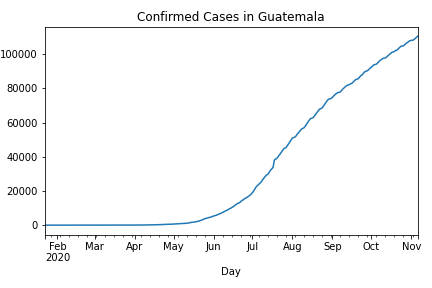 Confirmed Cases in Guatemala
100000
80000
60000
40000
20000
0
Feb Mar Apr May Jun Jul Aug Sep Oct Nov
2020
Day